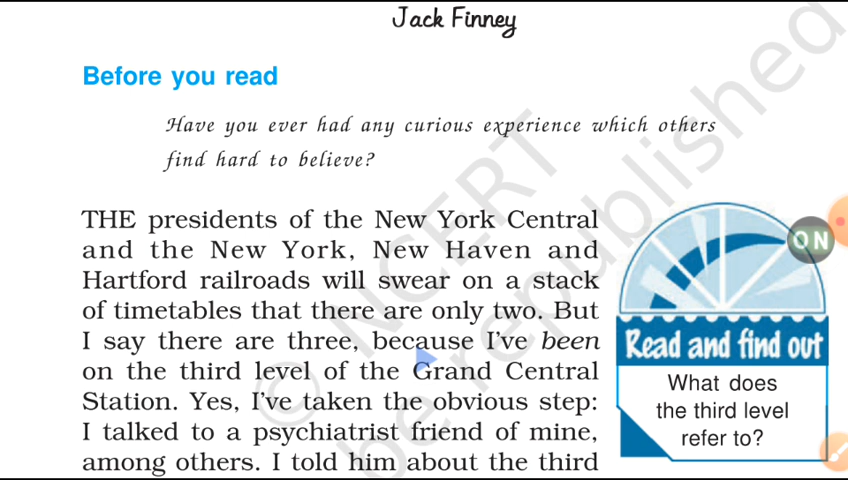 Jack Finney
Before you read
Have you ever had any curious experience which others
find hard to believe?
THE presidents of the New York Central
and the New York, New Haven and
Hartford railroads will swear on a stack
of timetables that there are only two. But
I say there are three, because I've been
on the third level of the Grand Central
Station. Yes, I've taken the obvious step:
I talked to a psychiatrist friend of mine,
among others. I told him about the third
ON
Read and find out
What does
the third level
refer to?
© NCERT
be republished